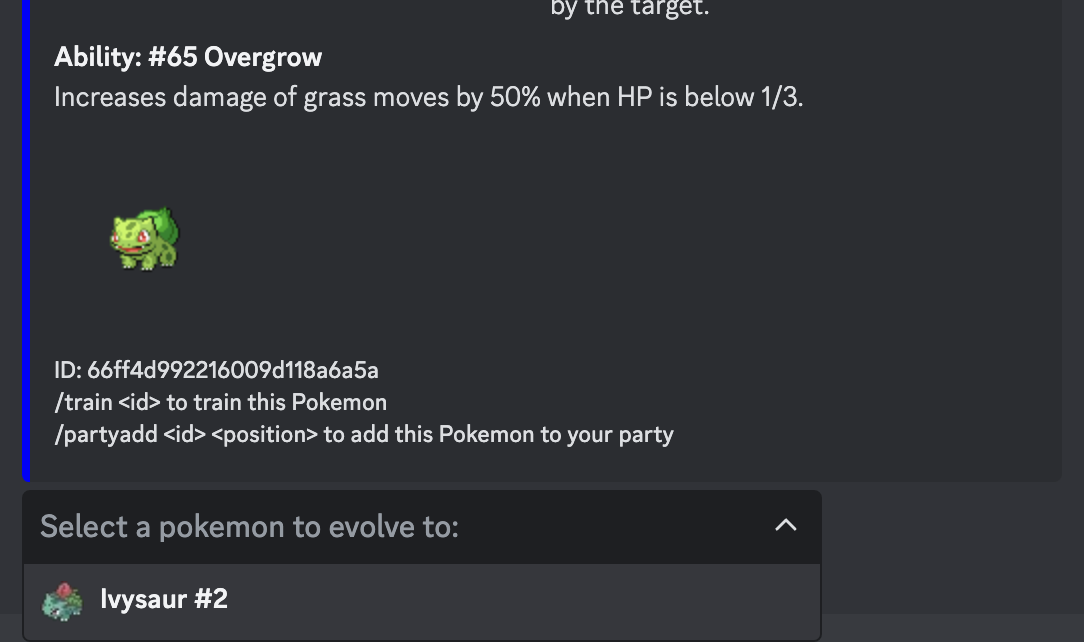 by the target.
Ability: #65 Overgrow
Increases damage of grass moves by 50% when HP is below 1/3.
ID: 66ff4d992216009d118a6a5a
/train <id> to train this Pokemon
/partyadd <id> <position> to add this Pokemon to your party
Select a pokemon to evolve to:
Ivysaur #2